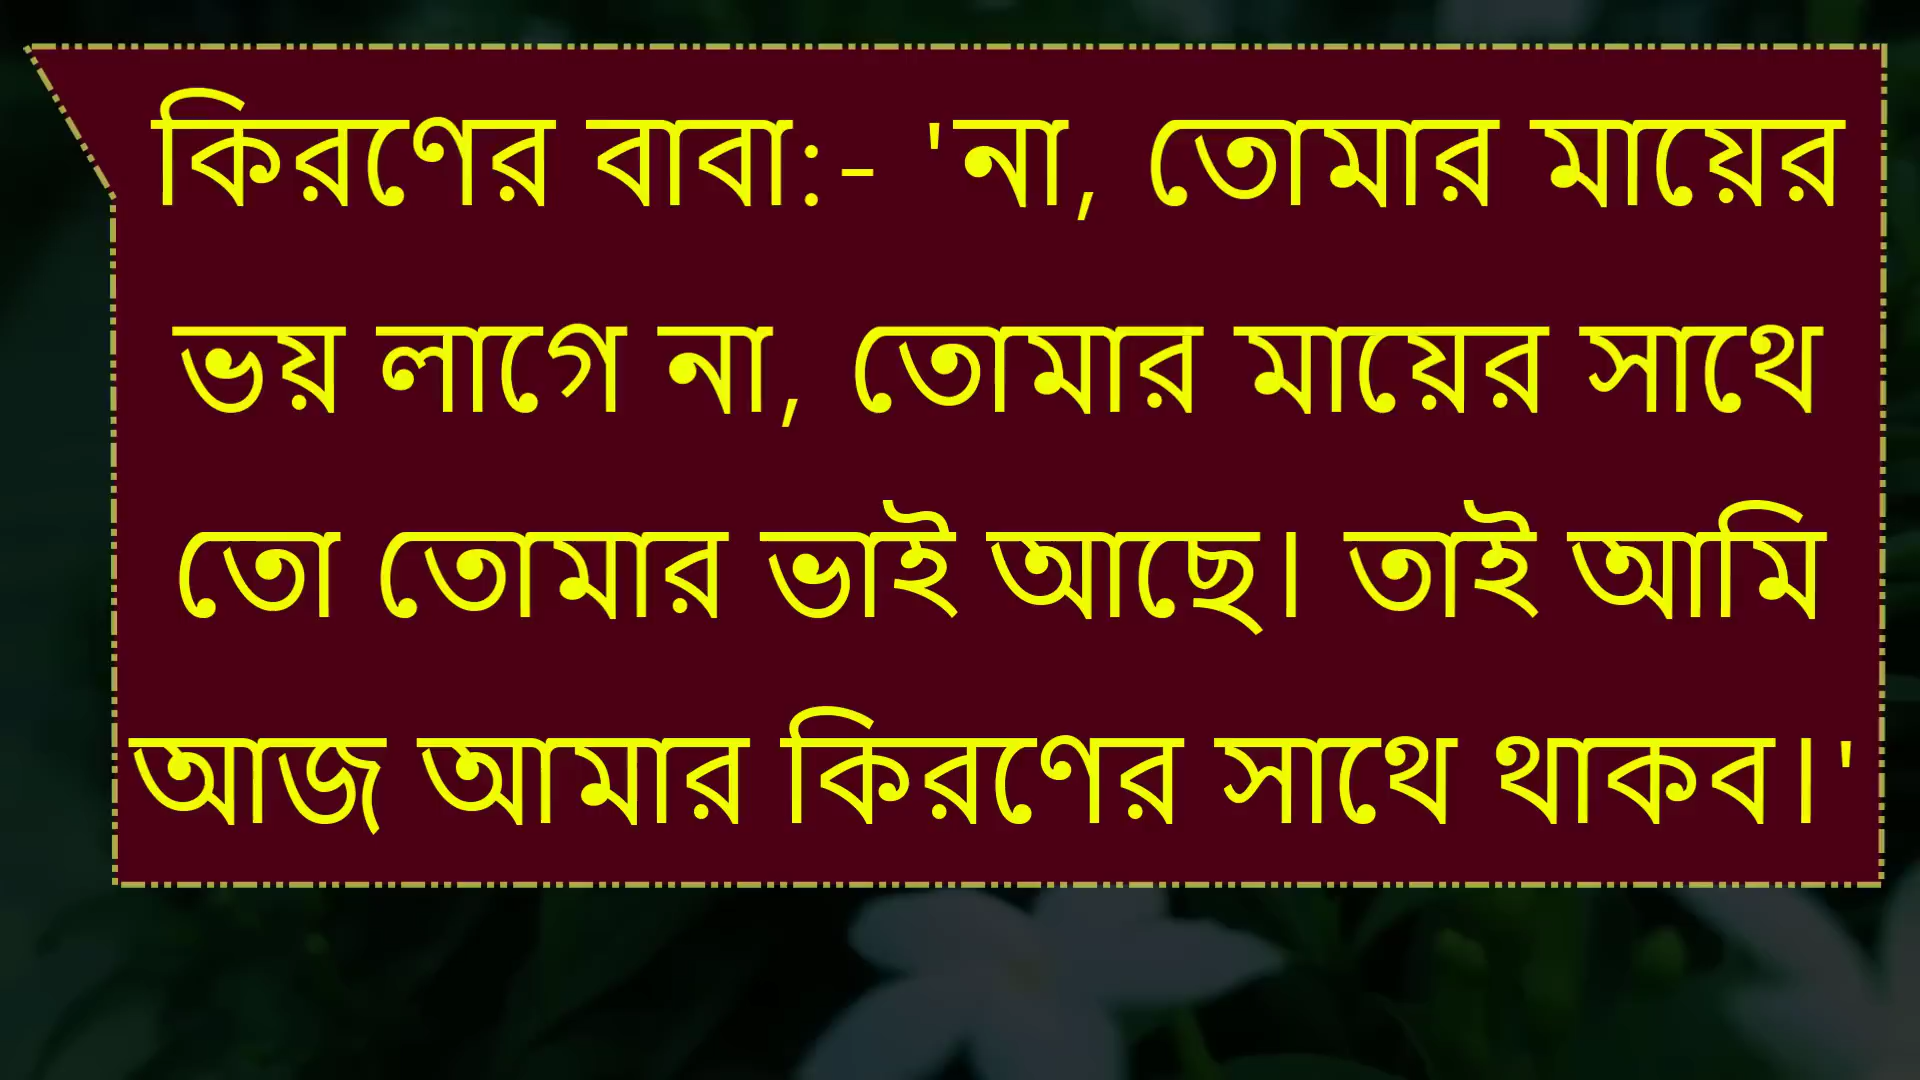 কিরণের বাবা:- 'না, তোমার মায়ের
ভয় লাগে না, তোমার মায়ের সাথে
তো তোমার ভাই আছে। তাই আমি
আজ আমার কিরণের সাথে থাকব।'